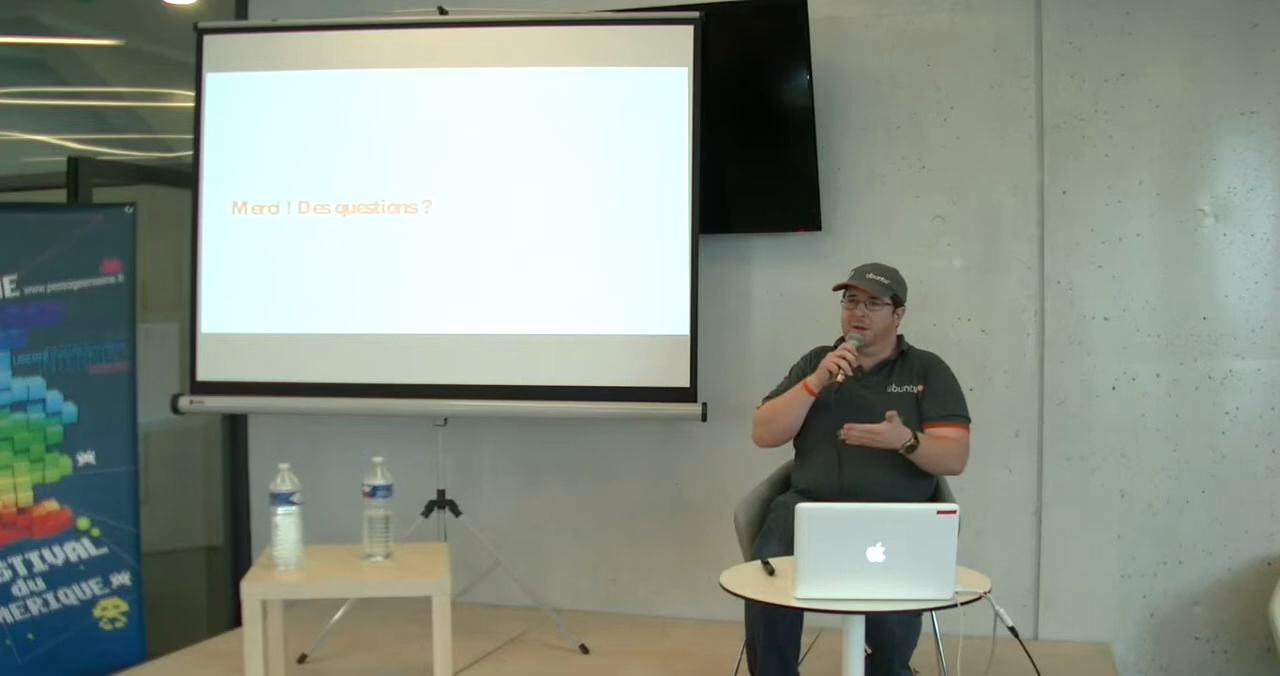 Merci ! Des questions ?
www.passageenseine.fr
ubuntu
ubuntu
STIVAL
du
MERIQUE